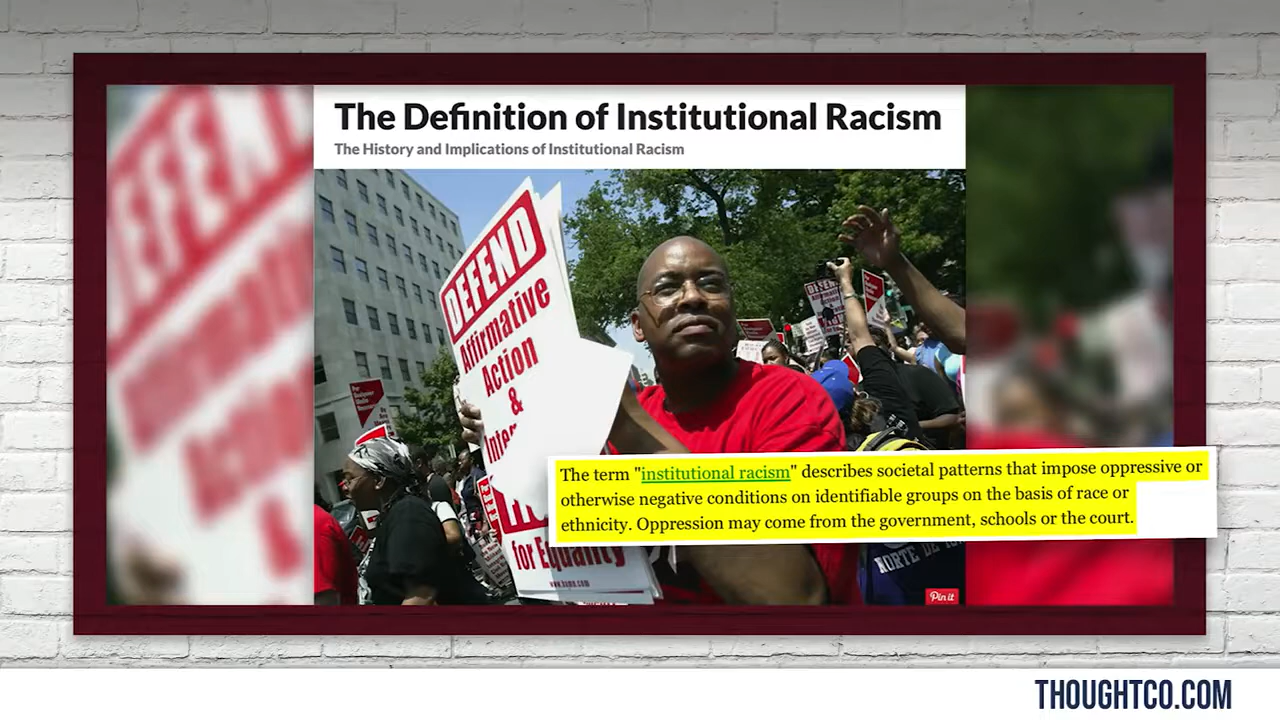 The Definition of Institutional Racism
The History and Implications of Institutional Racism
DEFEND
Affirmative
Action
&
for Equality
The term "institutional racism" describes societal patterns that impose oppressive or
otherwise negative conditions on identifiable groups on the basis of race or
ethnicity. Oppression may come from the government, schools or the court.
NORTE DE
Pin it
THOUGHTCO.COM